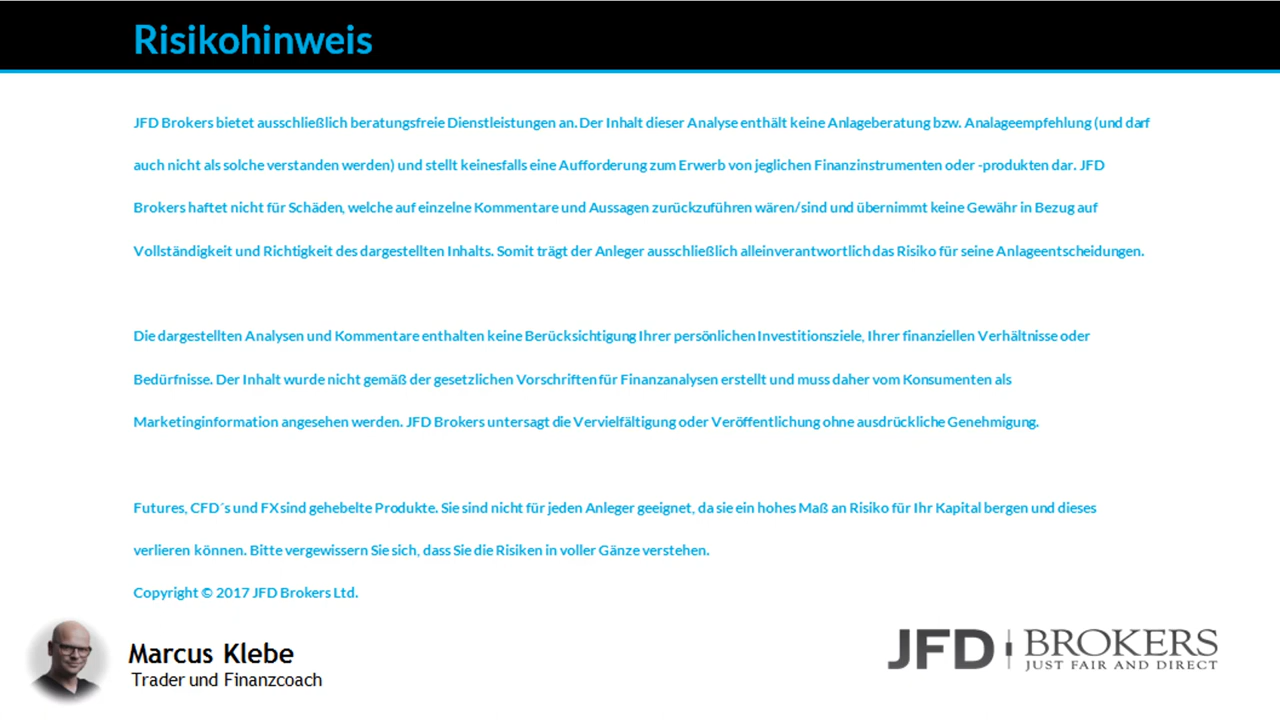 Risikohinweis
JFD Brokers bietet ausschließlich beratungsfreie Dienstleistungen an. Der Inhalt dieser Analyse enthält keine Anlageberatung bzw. Analageempfehlung (und darf
auch nicht als solche verstanden werden) und stellt keinesfalls eine Aufforderung zum Erwerb von jeglichen Finanzinstrumenten oder -produkten dar. JFD
Brokers haftet nicht für Schäden, welche auf einzelne Kommentare und Aussagen zurückzuführen wären/sind und übernimmt keine Gewähr in Bezug auf
Vollständigkeit und Richtigkeit des dargestellten Inhalts. Somit trägt der Anleger ausschließlich alleinverantwortlich das Risiko für seine Anlageentscheidungen.
Die dargestellten Analysen und Kommentare enthalten keine Berücksichtigung Ihrer persönlichen Investitionsziele, Ihrer finanziellen Verhältnisse oder
Bedürfnisse. Der Inhalt wurde nicht gemäß der gesetzlichen Vorschriften für Finanzanalysen erstellt und muss daher vom Konsumenten als
Marketinginformation angesehen werden. JFD Brokers untersagt die Vervielfältigung oder Veröffentlichung ohne ausdrückliche Genehmigung.
Futures, CFD´s und FX sind gehebelte Produkte. Sie sind nicht für jeden Anleger geeignet, da sie ein hohes Maß an Risiko für Ihr Kapital bergen und dieses
verlieren können. Bitte vergewissern Sie sich, dass Sie die Risiken in voller Gänze verstehen.
Copyright © 2017 JFD Brokers Ltd.
Marcus Klebe
Trader und Finanzcoach
JFD BROKERS
JUST FAIR AND DIRECT